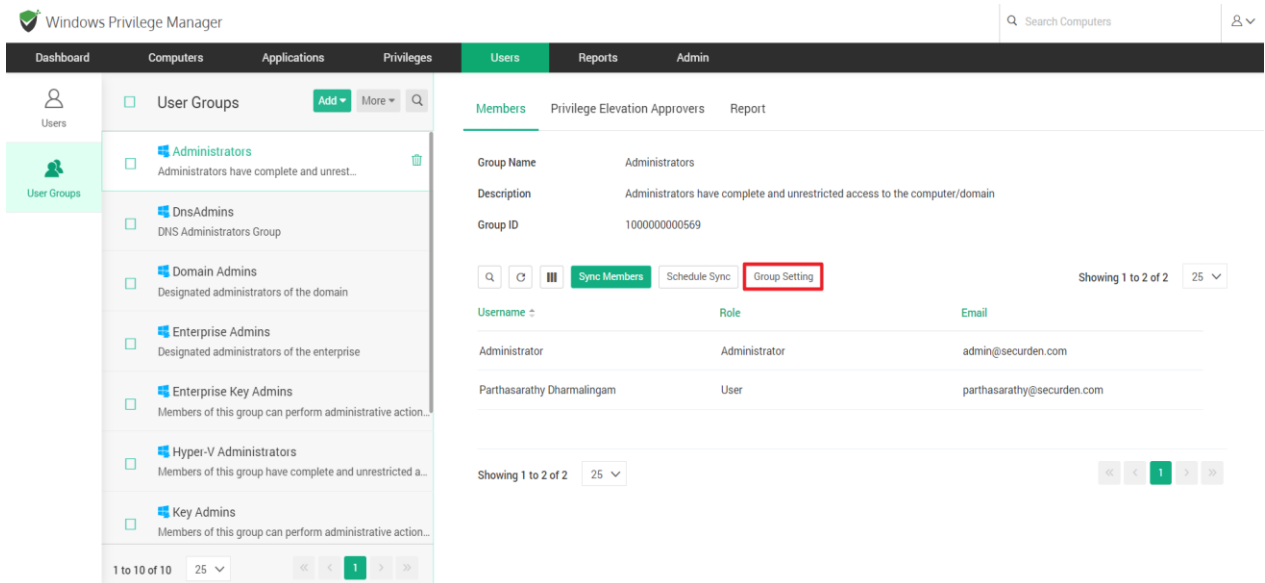 Windows Privilege Manager
Search Computers
Dashboard Computers Applications Privileges Users Reports Admin
Users
User Groups
User Groups Add More
Administrators
Administrators have complete and unrest...
DnsAdmins
DNS Administrators Group
Domain Admins
Designated administrators of the domain
Enterprise Admins
Designated administrators of the enterprise
Enterprise Key Admins
Members of this group can perform administrative action...
Hyper-V Administrators
Members of this group have complete and unrestricted a...
Key Admins
Members of this group can perform administrative action...
1 to 10 of 10 25 « < 1 > »
Members Privilege Elevation Approvers Report
Group Name Administrators
Description Administrators have complete and unrestricted access to the computer/domain
Group ID 1000000000569
Sync Members Schedule Sync Group Setting Showing 1 to 2 of 2 25
Username Role Email
Administrator Administrator admin@securden.com
Parthasarathy Dharmalingam User parthasarathy@securden.com
Showing 1 to 2 of 2 25 « < 1 > »